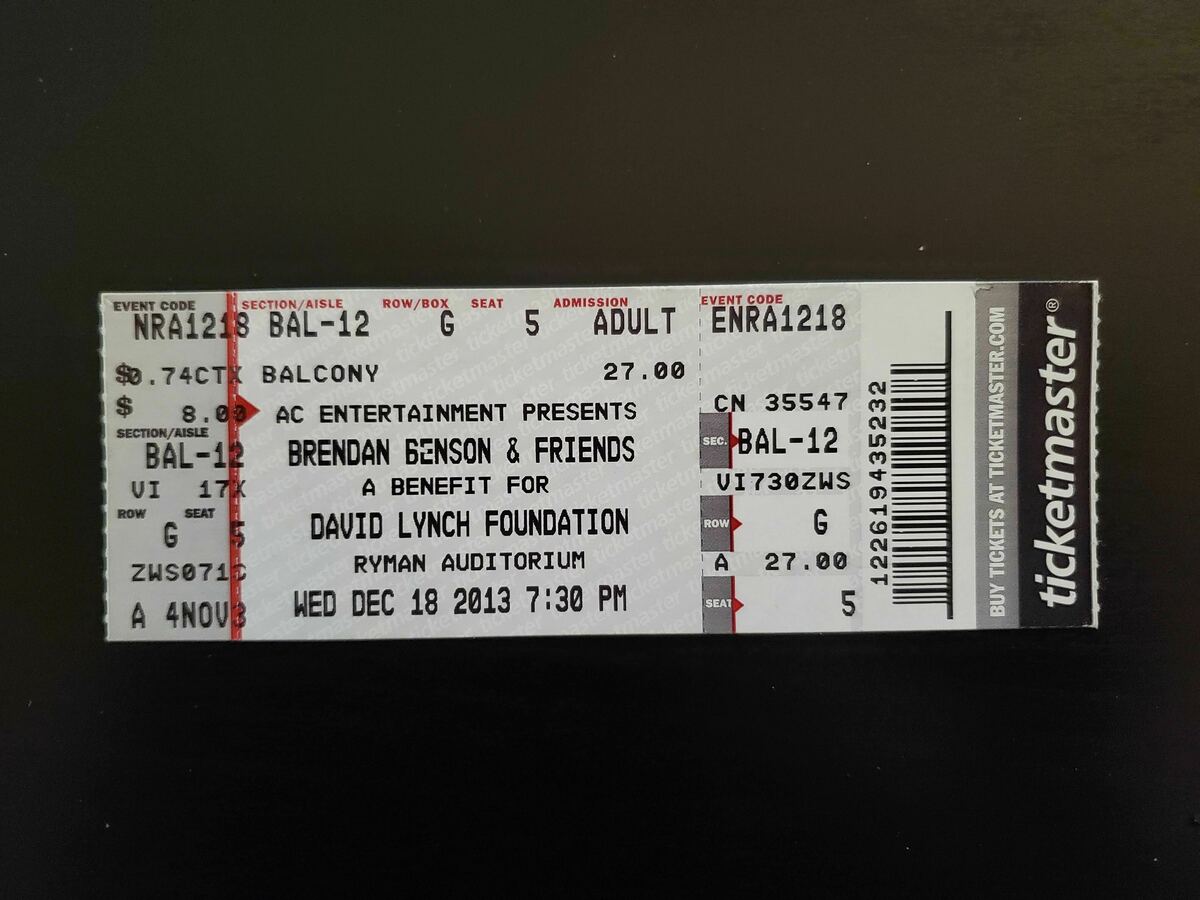 EVENT CODE
NRA1218
$0.74CTX
$ 8.00
SECTION/AISLE
BAL-12
VI 17X
ROW SEAT
G 5
ZWS071C
A 4NOV3
SECTION/AISLE ROW/BOX SEAT ADMISSION
BAL-12 G 5 ADULT
BALCONY 27.00
AC ENTERTAINMENT PRESENTS
BRENDAN BENSON & FRIENDS
A BENEFIT FOR
DAVID LYNCH FOUNDATION
RYMAN AUDITORIUM
WED DEC 18 2013 7:30 PM
EVENT CODE
ENRA1218
CN 35547
SEC. BAL-12
VI730ZWS
ROW G
A 27.00
SEAT 5
122619435232
BUY TICKETS AT TICKETMASTER.COM
ticketmaster®